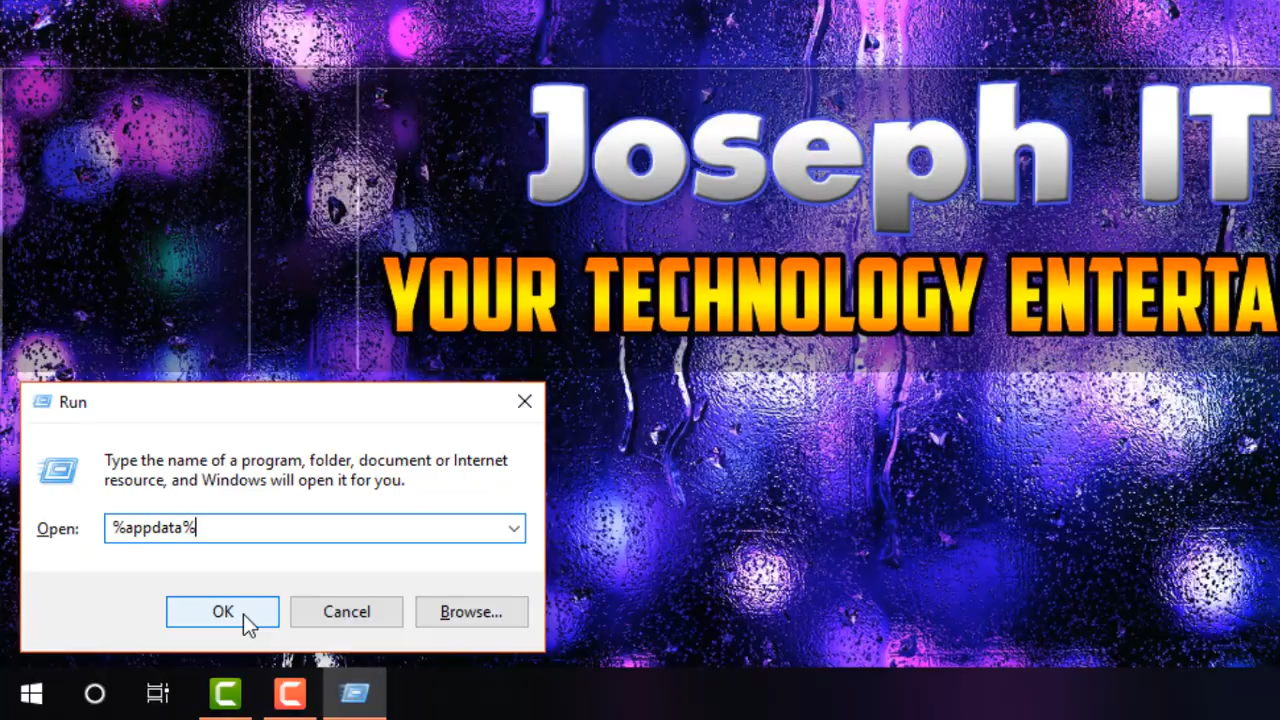 Joseph IT
YOUR TECHNOLOGY ENTERTA
Run
Type the name of a program, folder, document or Internet
resource, and Windows will open it for you.
Open: %appdata%
OK Cancel Browse...